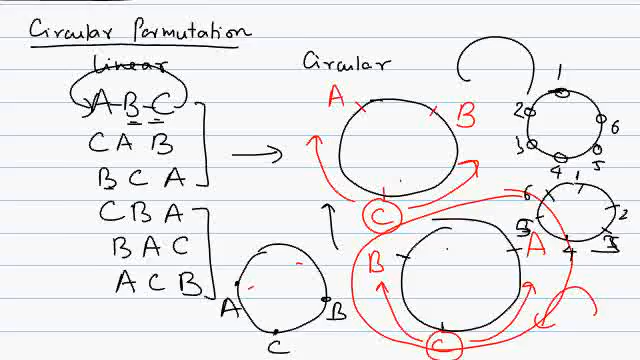 Circular Permutation
Linear
Circular
A-B-C
C A B
B C A
C B A
B A C
A C B
A
B
C
A
B
C
B
A
C
1
2
3
4
5
6
1
2
3
4
5
6